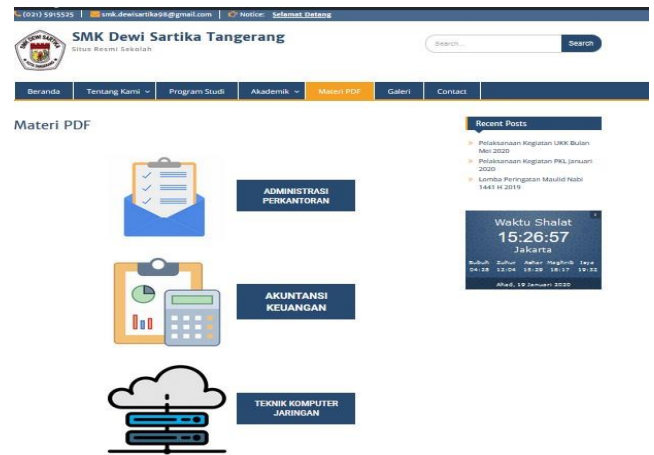 (021) 5915525 | smk.dewisartika98@gmail.com | Notice: Selamat Datang
SMK Dewi Sartika Tangerang
Situs Resmi Sekolah
Search...
Search
Beranda Tentang Kami Program Studi Akademik Materi PDF Galeri Contact
Materi PDF
ADMINISTRASI
PERKANTORAN
AKUNTANSI
KEUANGAN
TEKNIK KOMPUTER
JARINGAN
Recent Posts
Pelaksanaan Kegiatan UKK Bulan
Mei 2020
Pelaksanaan Kegiatan PKL Januari
2020
Lomba Peringatan Maulid Nabi
1441 H 2019
Waktu Shalat
15:26:57
Jakarta
Subuh Zuhur Ashar Maghrib Isya
04:28 12:04 15:29 18:17 19:32
Ahad, 19 Januari 2020